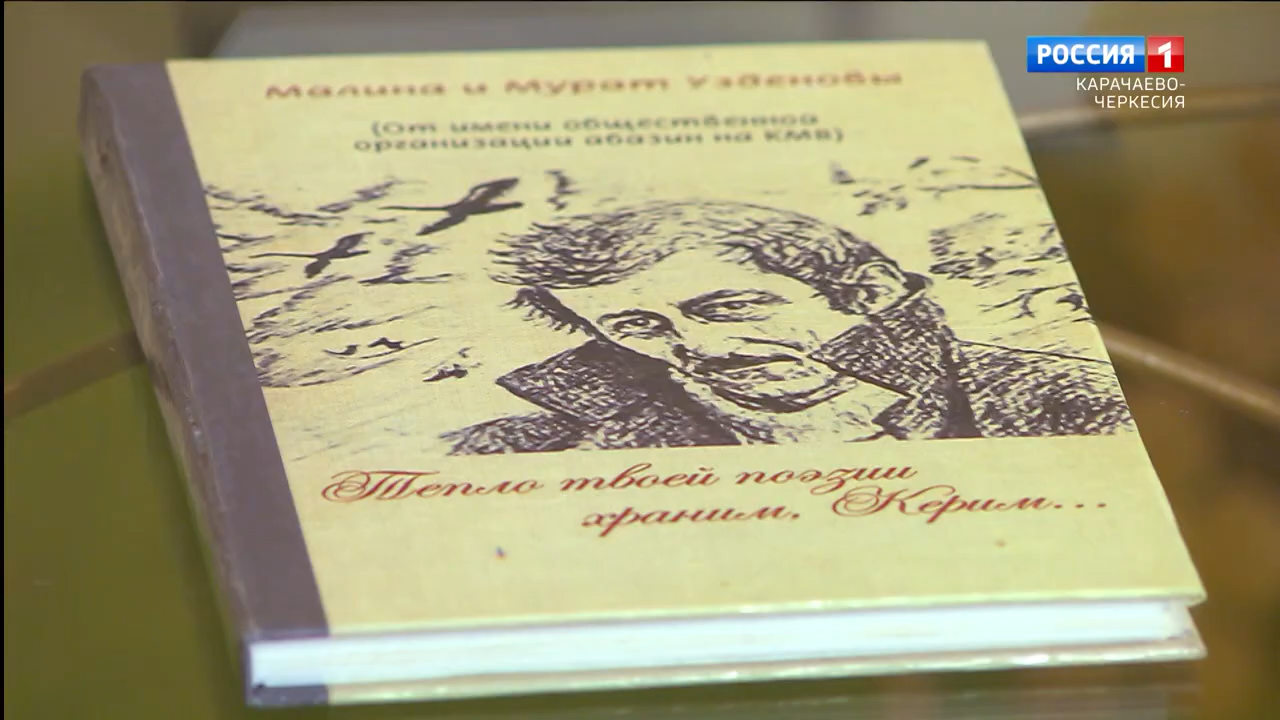 РОССИЯ 1
КАРАЧАЕВО-
ЧЕРКЕСИЯ
Малина и Мурат Узденовы
(От имени общественной
организации абазин на КМВ)
Тепло твоей поэзии
храним, Керим...